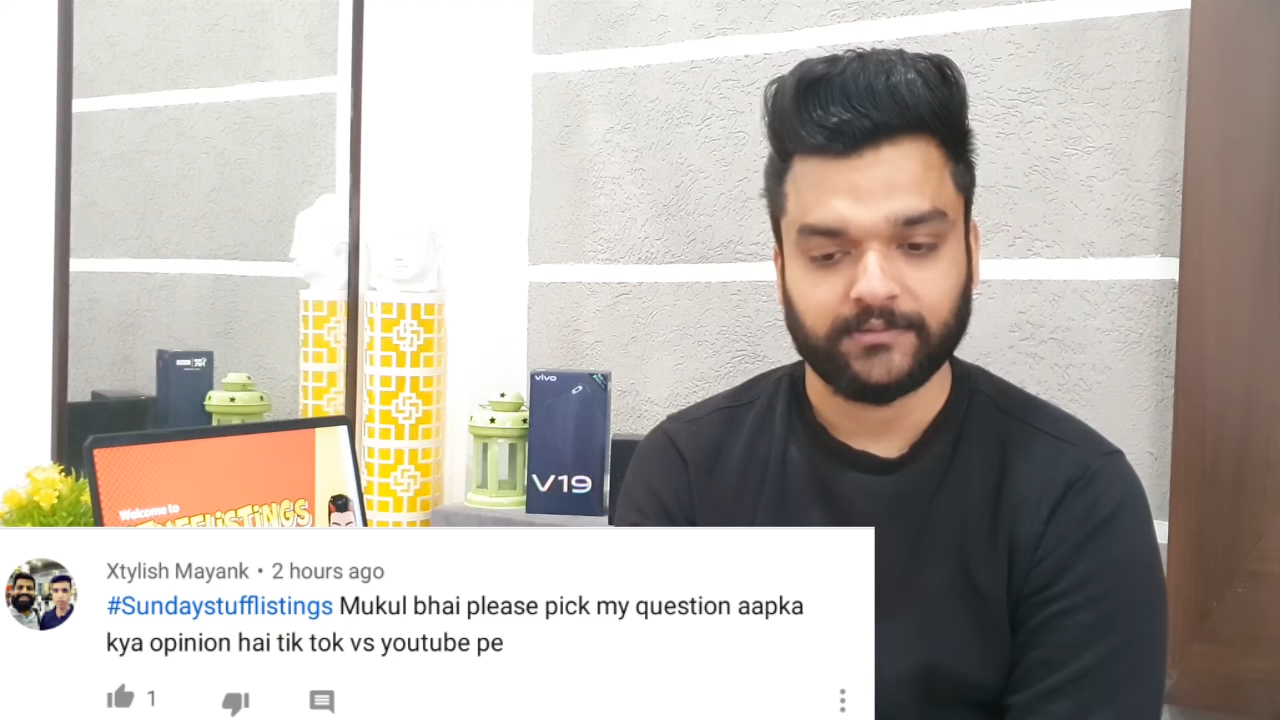 vivo
V19
Welcome to
STUFFLiSTiNGS
Xtylish Mayank • 2 hours ago
#Sundaystufflistings Mukul bhai please pick my question aapka
kya opinion hai tik tok vs youtube pe
1